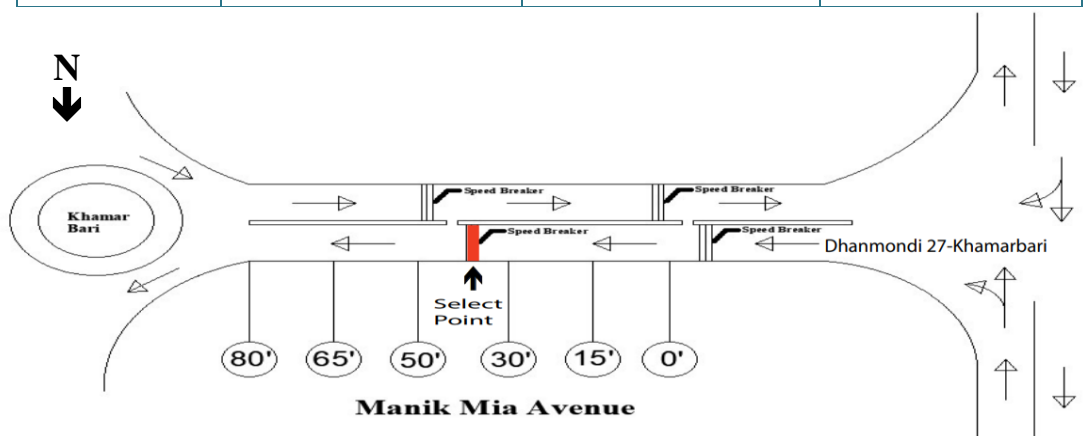 N
Speed Breaker
Speed Breaker
Khamar
Bari
Speed Breaker
Speed Breaker
Dhanmondi 27-Khamarbari
Select
Point
80'
65'
50'
30'
15'
0'
Manik Mia Avenue